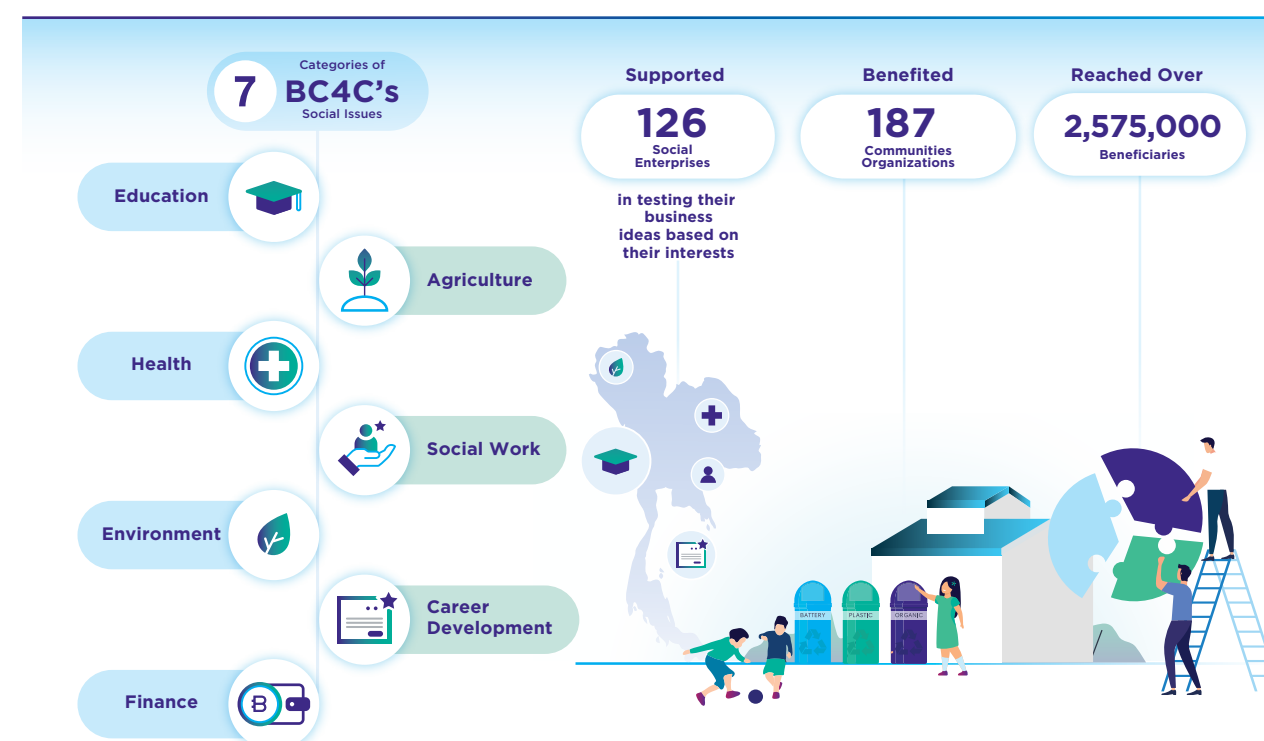 7
Categories of
BC4C's
Social Issues
Education
Agriculture
Health
Social Work
Environment
Career
Development
Finance
Supported
126
Social
Enterprises
in testing their
business
ideas based on
their interests
Benefited
187
Communities
Organizations
Reached Over
2,575,000
Beneficiaries
BATTERY
PLASTIC
ORGANIC